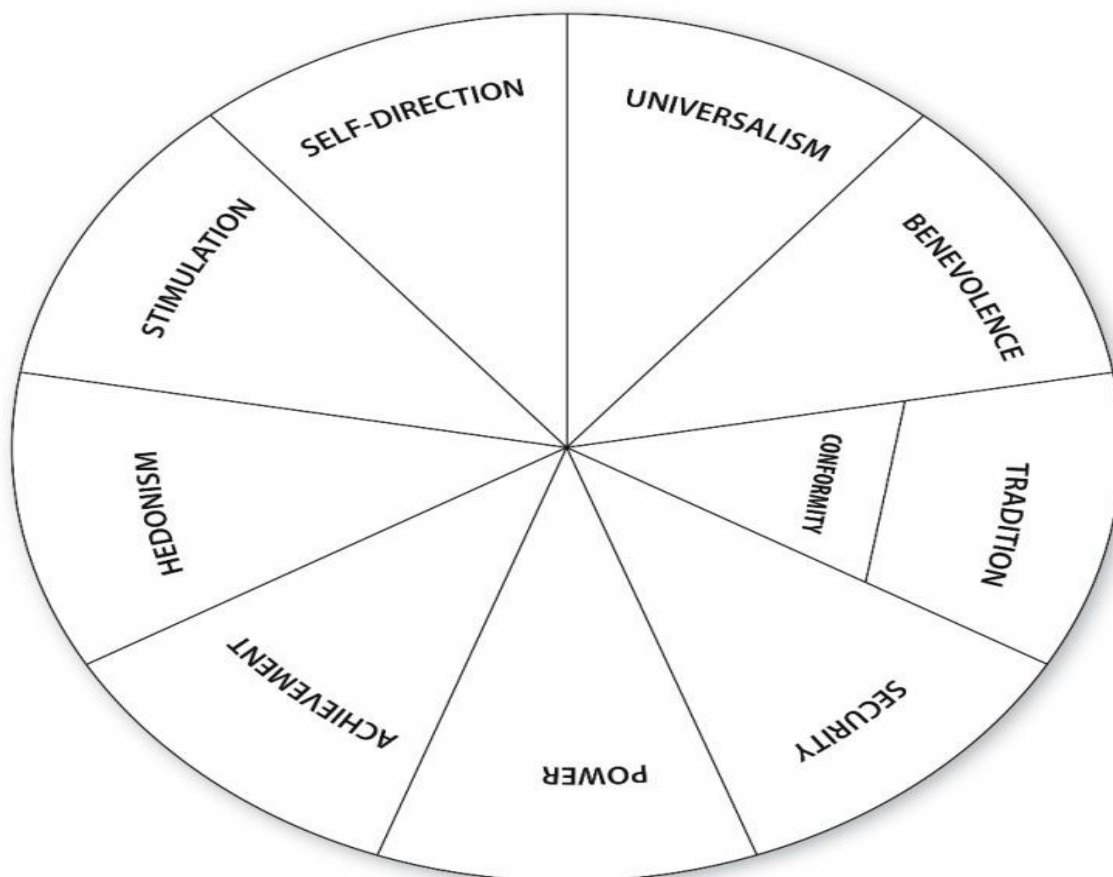 SELF-DIRECTION
UNIVERSALISM
STIMULATION
BENEVOLENCE
HEDONISM
CONFORMITY
TRADITION
ACHIEVEMENT
SECURITY
POWER